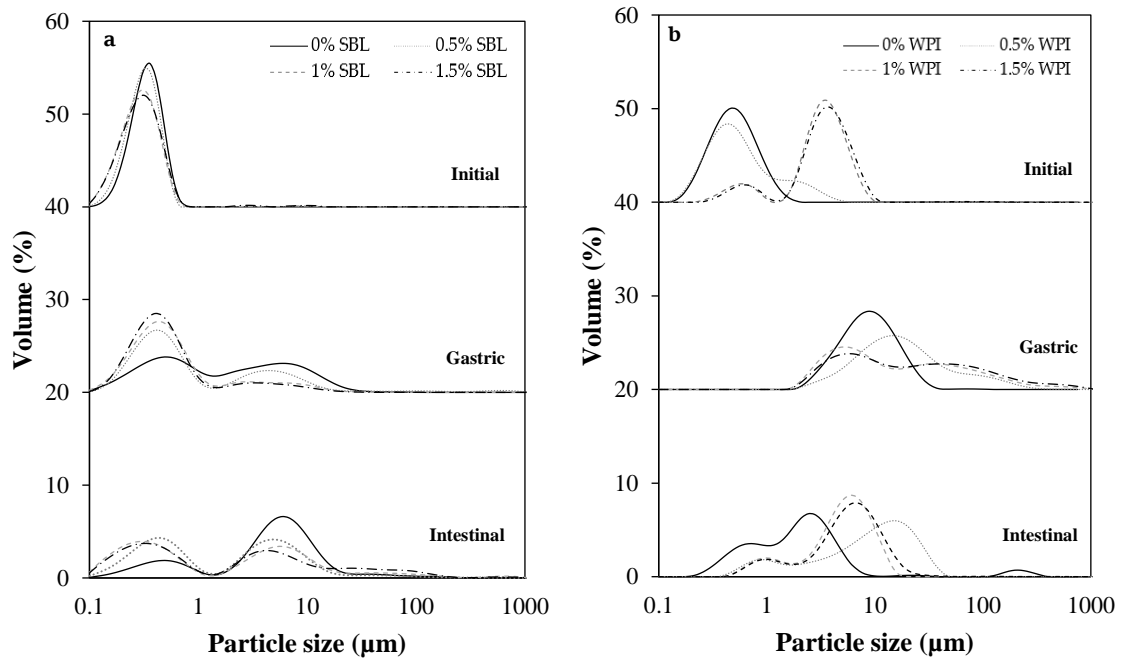 a
0% SBL 0.5% SBL
1% SBL 1.5% SBL
60
50
40
30
20
10
0
Initial
Gastric
Intestinal
Volume (%)
0.1 1 10 100 1000
Particle size (µm)
b
0% WPI 0.5% WPI
1% WPI 1.5% WPI
60
50
40
30
20
10
0
Initial
Gastric
Intestinal
Volume (%)
0.1 1 10 100 1000
Particle size (µm)